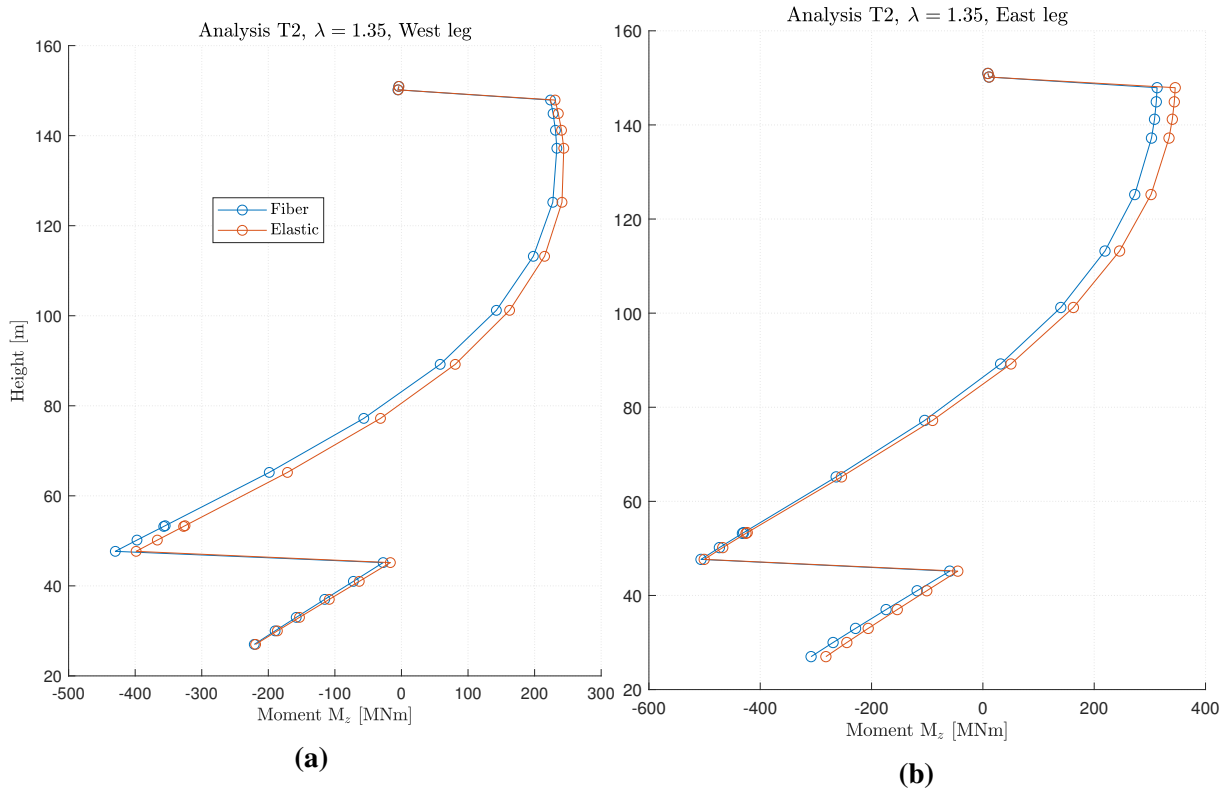 Analysis T2, λ = 1.35, West leg
160
140
120
100
80
60
40
20
Height [m]
Fiber
Elastic
-500 -400 -300 -200 -100 0 100 200 300
Moment M_z [MNm]
(a)
Analysis T2, λ = 1.35, East leg
160
140
120
100
80
60
40
20
-600 -400 -200 0 200 400
Moment M_z [MNm]
(b)